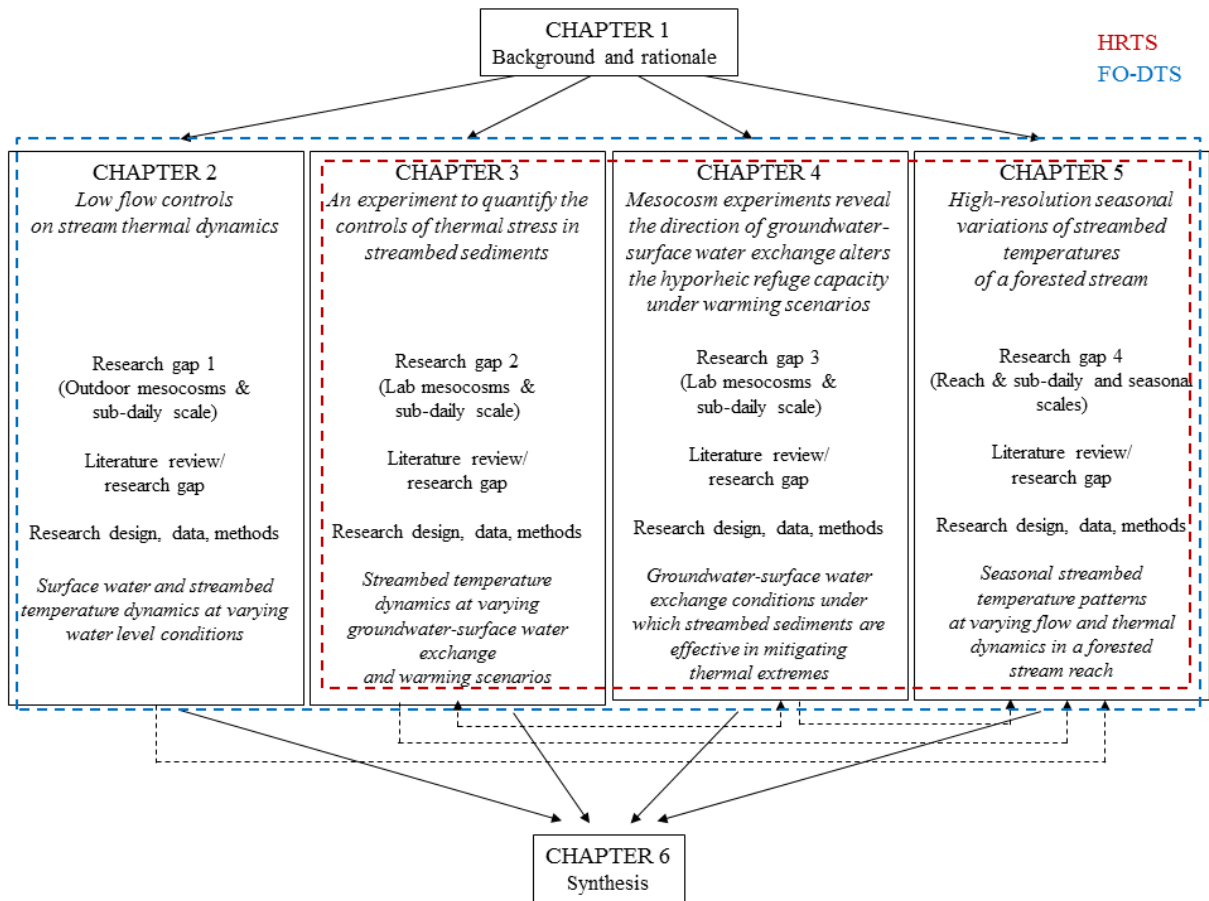 CHAPTER 1
Background and rationale
HRTS
FO-DTS
CHAPTER 2
Low flow controls
on stream thermal dynamics
Research gap 1
(Outdoor mesocosms &
sub-daily scale)
Literature review/
research gap
Research design, data, methods
Surface water and streambed
temperature dynamics at varying
water level conditions
CHAPTER 3
An experiment to quantify the
controls of thermal stress in
streambed sediments
Research gap 2
(Lab mesocosms &
sub-daily scale)
Literature review/
research gap
Research design, data, methods
Streambed temperature
dynamics at varying
groundwater-surface water
exchange
and warming scenarios
CHAPTER 4
Mesocosm experiments reveal
the direction of groundwater-
surface water exchange alters
the hyporheic refuge capacity
under warming scenarios
Research gap 3
(Lab mesocosms &
sub-daily scale)
Literature review/
research gap
Research design, data, methods
Groundwater-surface water
exchange conditions under
which streambed sediments are
effective in mitigating
thermal extremes
CHAPTER 5
High-resolution seasonal
variations of streambed
temperatures
of a forested stream
Research gap 4
(Reach & sub-daily and seasonal
scales)
Literature review/
research gap
Research design, data, methods
Seasonal streambed
temperature patterns
at varying flow and thermal
dynamics in a forested
stream reach
CHAPTER 6
Synthesis